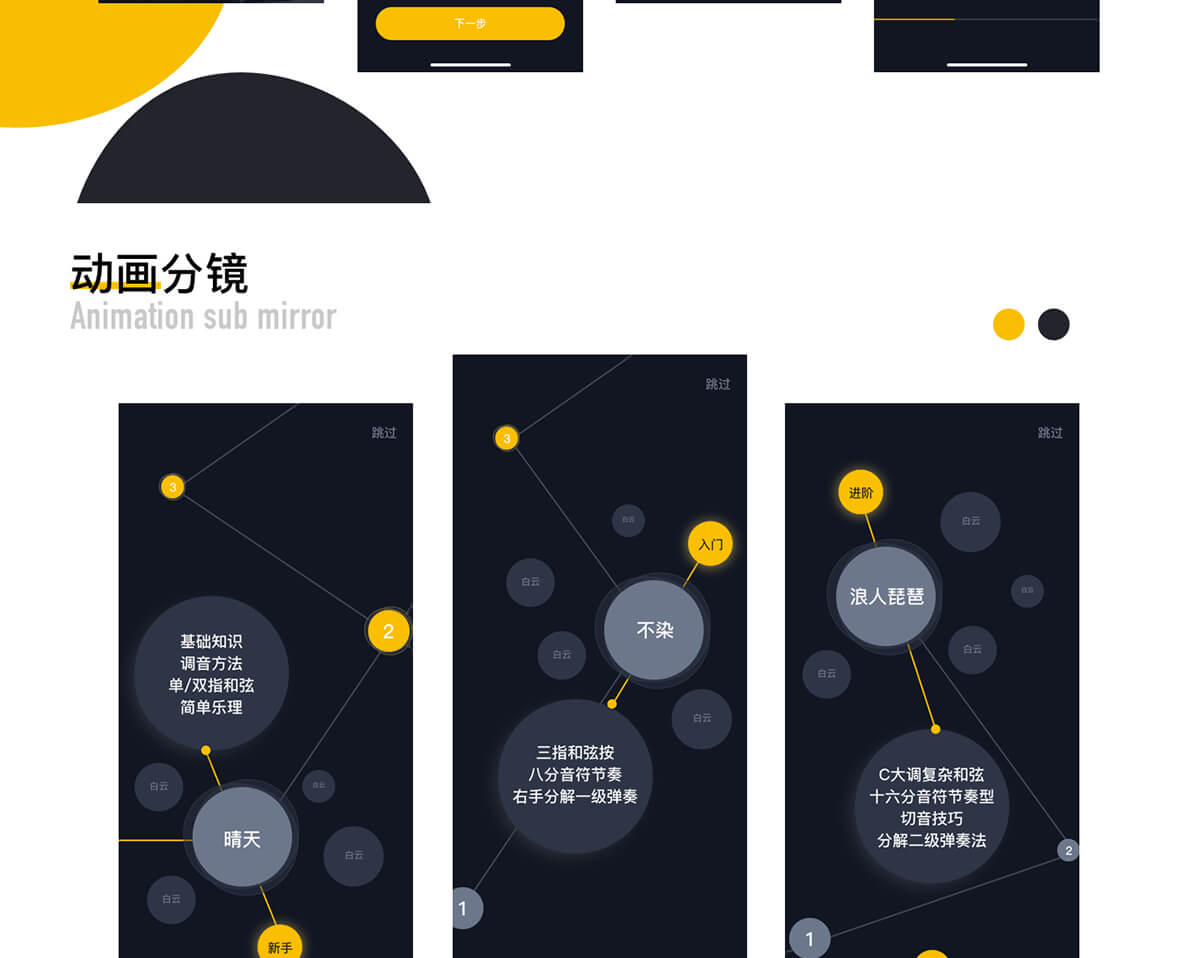 下一步
动画分镜
Animation sub mirror
跳过
3
2
基础知识
调音方法
单/双指和弦
简单乐理
白云
白云
晴天
白云
白云
新手
跳过
3
白云
入门
白云
不染
白云
白云
三指和弦按
八分音符节奏
右手分解一级弹奏
1
跳过
进阶
白云
白云
浪人琵琶
白云
白云
C大调复杂和弦
十六分音符节奏型
切音技巧
分解二级弹奏法
2
1